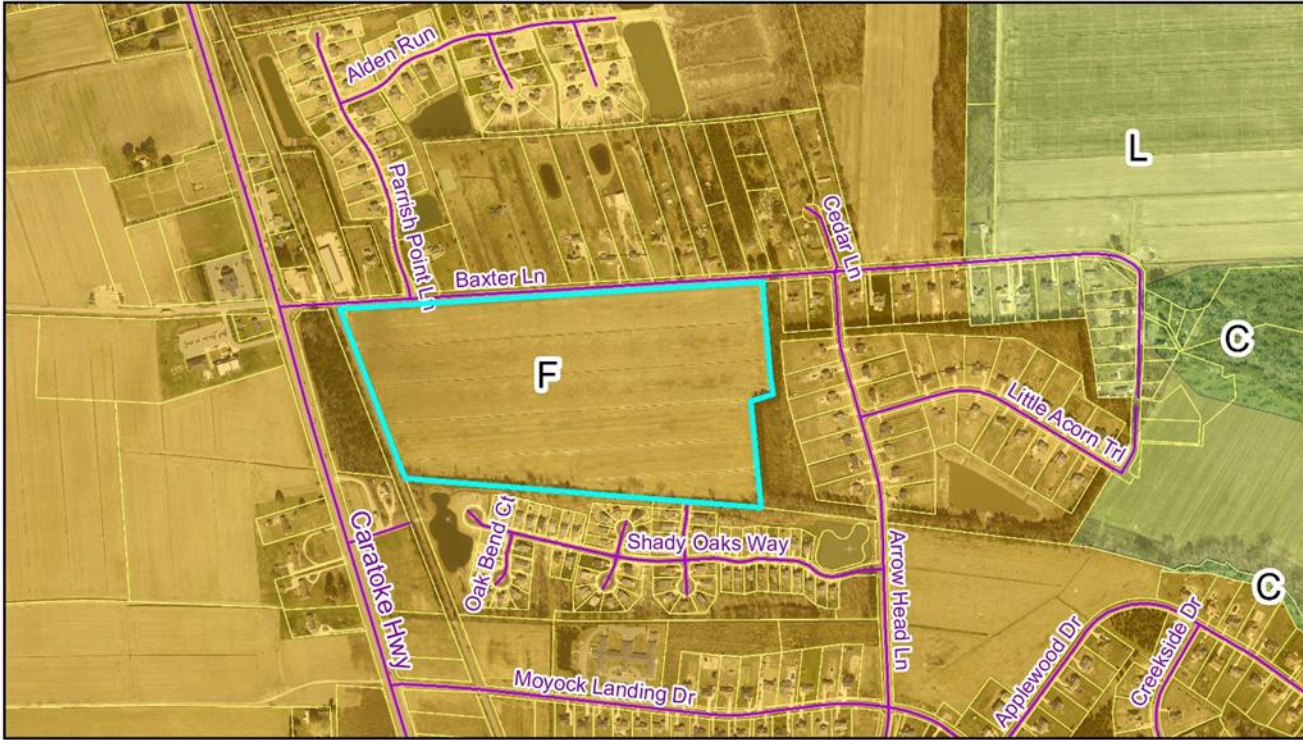 Alden Run
L
Parrish Point Ln
Cedar Ln
Baxter Ln
F
C
Little Acorn Trl
Caratoke Hwy
Oak Bend Ct
Shady Oaks Way
Arrow Head Ln
C
Applewood Dr
Creekside Dr
Moyock Landing Dr